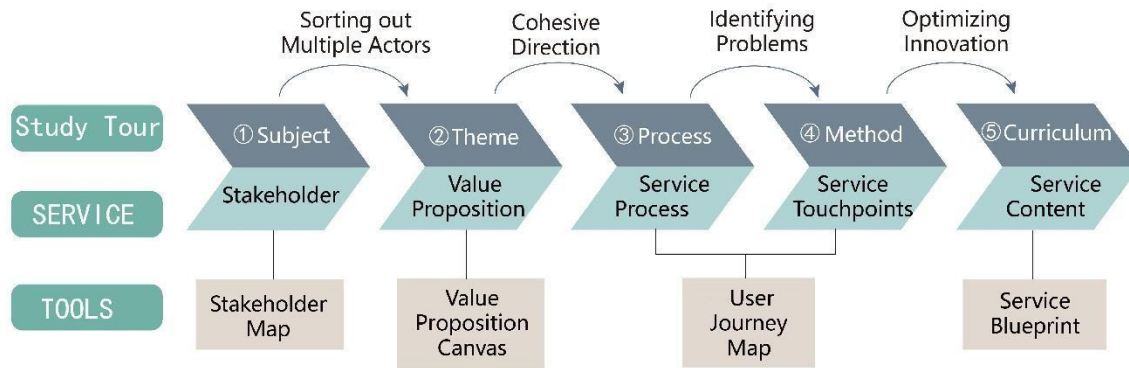 Sorting out
Multiple Actors
Cohesive
Direction
Identifying
Problems
Optimizing
Innovation
Study Tour
①Subject
②Theme
③Process
④Method
⑤Curriculum
SERVICE
Stakeholder
Value
Proposition
Service
Process
Service
Touchpoints
Service
Content
TOOLS
Stakeholder
Map
Value
Proposition
Canvas
User
Journey
Map
Service
Blueprint